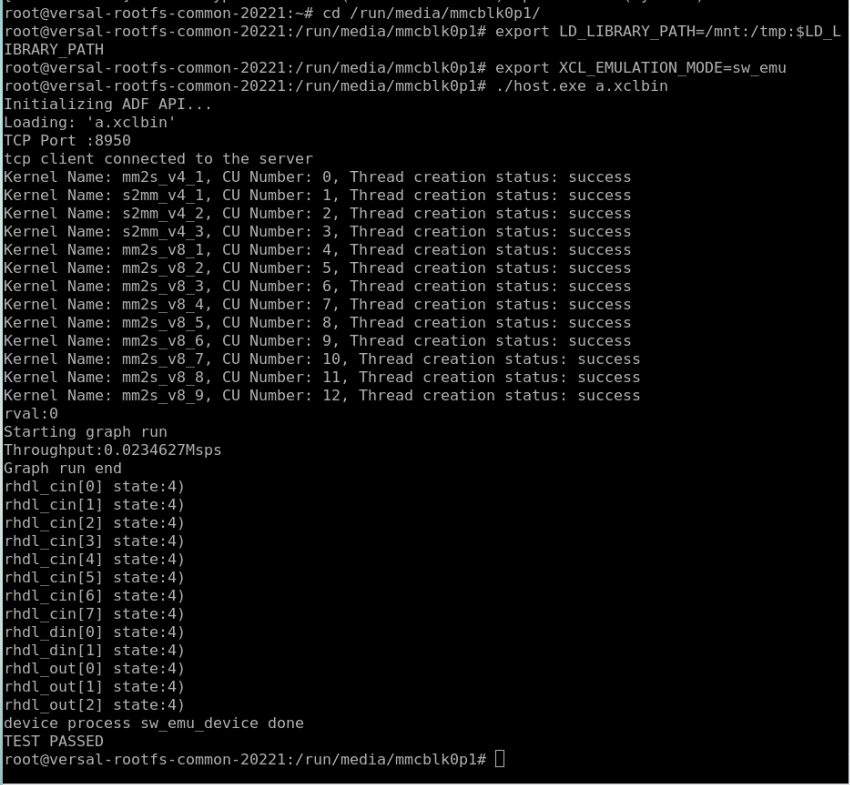 root@versal-rootfs-common-20221:~# cd /run/media/mmcblk0p1/
root@versal-rootfs-common-20221:/run/media/mmcblk0p1# export LD_LIBRARY_PATH=/mnt:/tmp:$LD_L
IBRARY_PATH
root@versal-rootfs-common-20221:/run/media/mmcblk0p1# export XCL_EMULATION_MODE=sw_emu
root@versal-rootfs-common-20221:/run/media/mmcblk0p1# ./host.exe a.xclbin
Initializing ADF API...
Loading: 'a.xclbin'
TCP Port :8950
tcp client connected to the server
Kernel Name: mm2s_v4_1, CU Number: 0, Thread creation status: success
Kernel Name: s2mm_v4_1, CU Number: 1, Thread creation status: success
Kernel Name: s2mm_v4_2, CU Number: 2, Thread creation status: success
Kernel Name: s2mm_v4_3, CU Number: 3, Thread creation status: success
Kernel Name: mm2s_v8_1, CU Number: 4, Thread creation status: success
Kernel Name: mm2s_v8_2, CU Number: 5, Thread creation status: success
Kernel Name: mm2s_v8_3, CU Number: 6, Thread creation status: success
Kernel Name: mm2s_v8_4, CU Number: 7, Thread creation status: success
Kernel Name: mm2s_v8_5, CU Number: 8, Thread creation status: success
Kernel Name: mm2s_v8_6, CU Number: 9, Thread creation status: success
Kernel Name: mm2s_v8_7, CU Number: 10, Thread creation status: success
Kernel Name: mm2s_v8_8, CU Number: 11, Thread creation status: success
Kernel Name: mm2s_v8_9, CU Number: 12, Thread creation status: success
rval:0
Starting graph run
Throughput:0.0234627Msps
Graph run end
rhdl_cin[0] state:4)
rhdl_cin[1] state:4)
rhdl_cin[2] state:4)
rhdl_cin[3] state:4)
rhdl_cin[4] state:4)
rhdl_cin[5] state:4)
rhdl_cin[6] state:4)
rhdl_cin[7] state:4)
rhdl_din[0] state:4)
rhdl_din[1] state:4)
rhdl_out[0] state:4)
rhdl_out[1] state:4)
rhdl_out[2] state:4)
device process sw_emu_device done
TEST PASSED
root@versal-rootfs-common-20221:/run/media/mmcblk0p1#